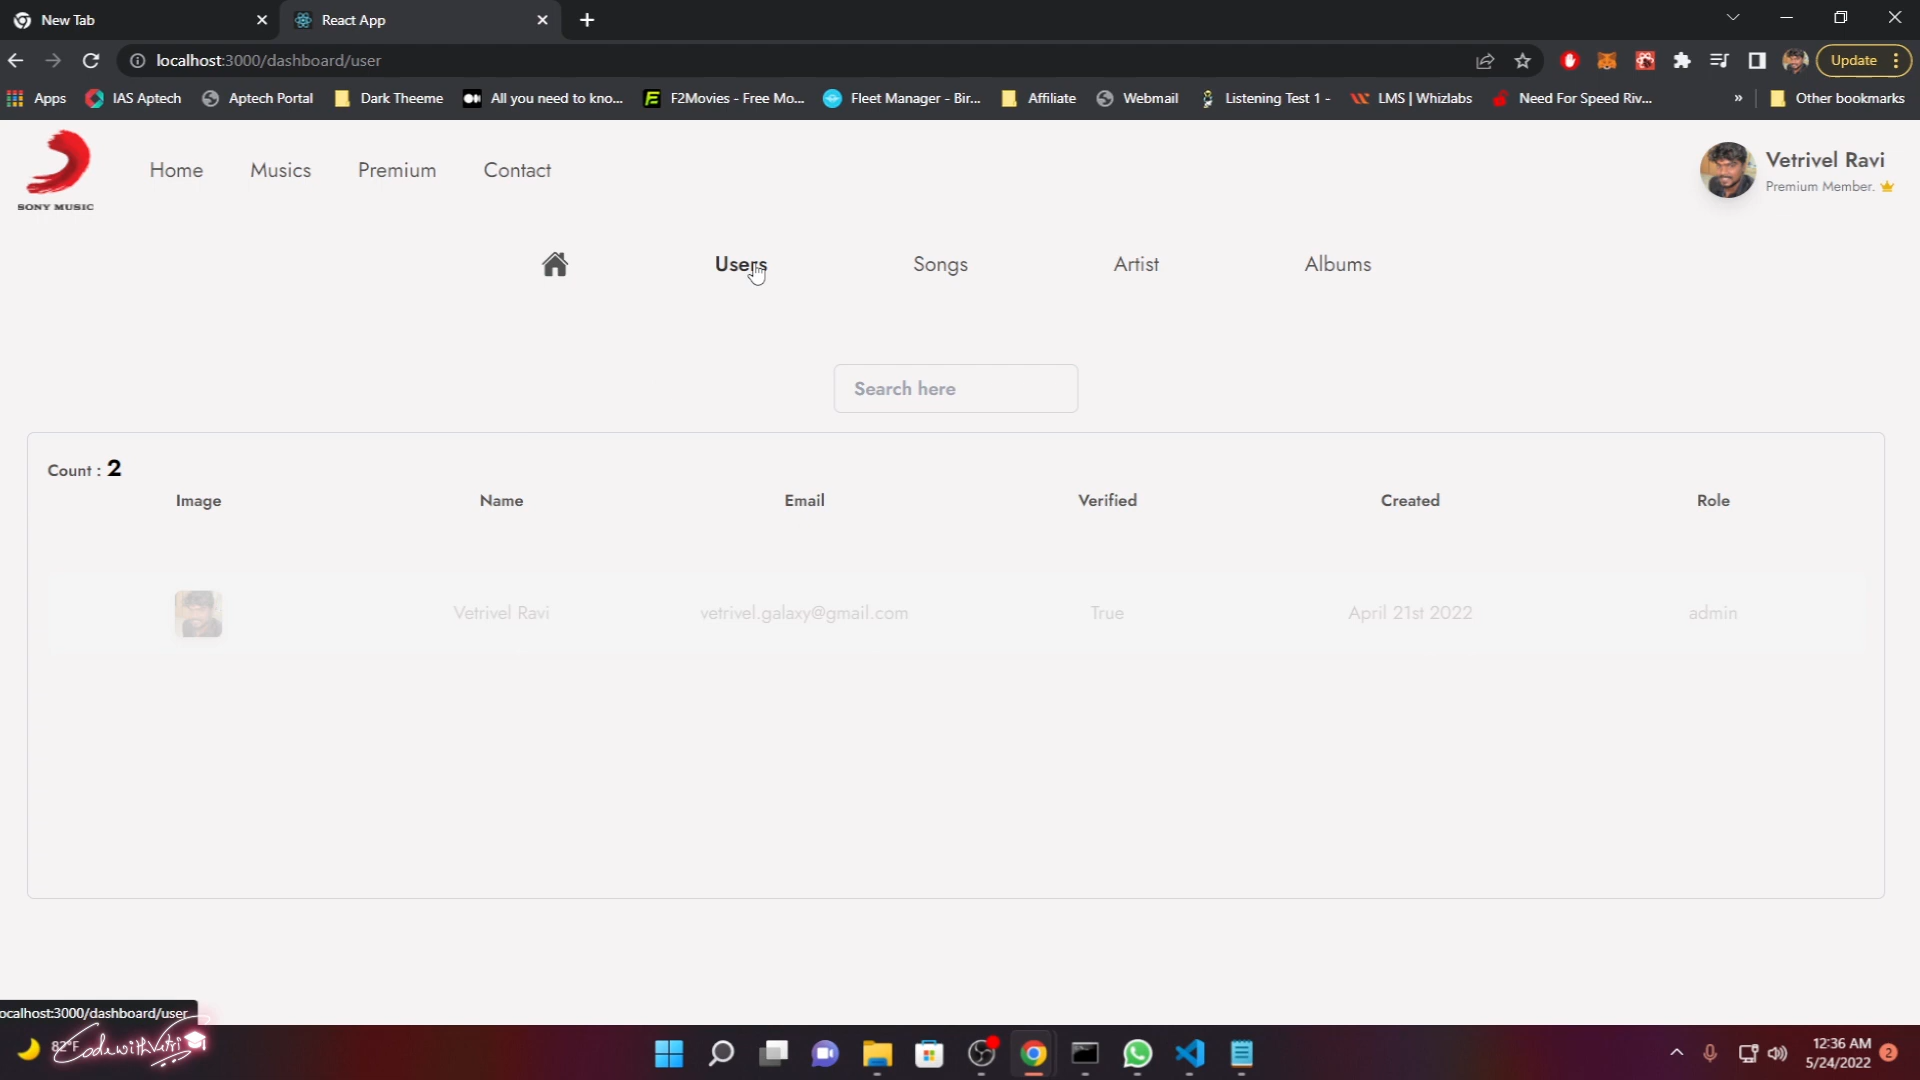 New Tab
React App
localhost:3000/dashboard/user
Update
Apps
IAS Aptech
Aptech Portal
Dark Theeme
All you need to kno...
F2Movies - Free Mo...
Fleet Manager - Bir...
Affiliate
Webmail
Listening Test 1 -
LMS | Whizlabs
Need For Speed Riv...
»
Other bookmarks
SONY MUSIC
Home
Musics
Premium
Contact
Vetrivel Ravi
Premium Member.
Users
Songs
Artist
Albums
Search here
Count : 2
Image
Name
Email
Verified
Created
Role
Vetrivel Ravi
vetrivel.galaxy@gmail.com
True
April 21st 2022
admin
ocalhost:3000/dashboard/user
82°F
CodewithVetri
12:36 AM
5/24/2022
2